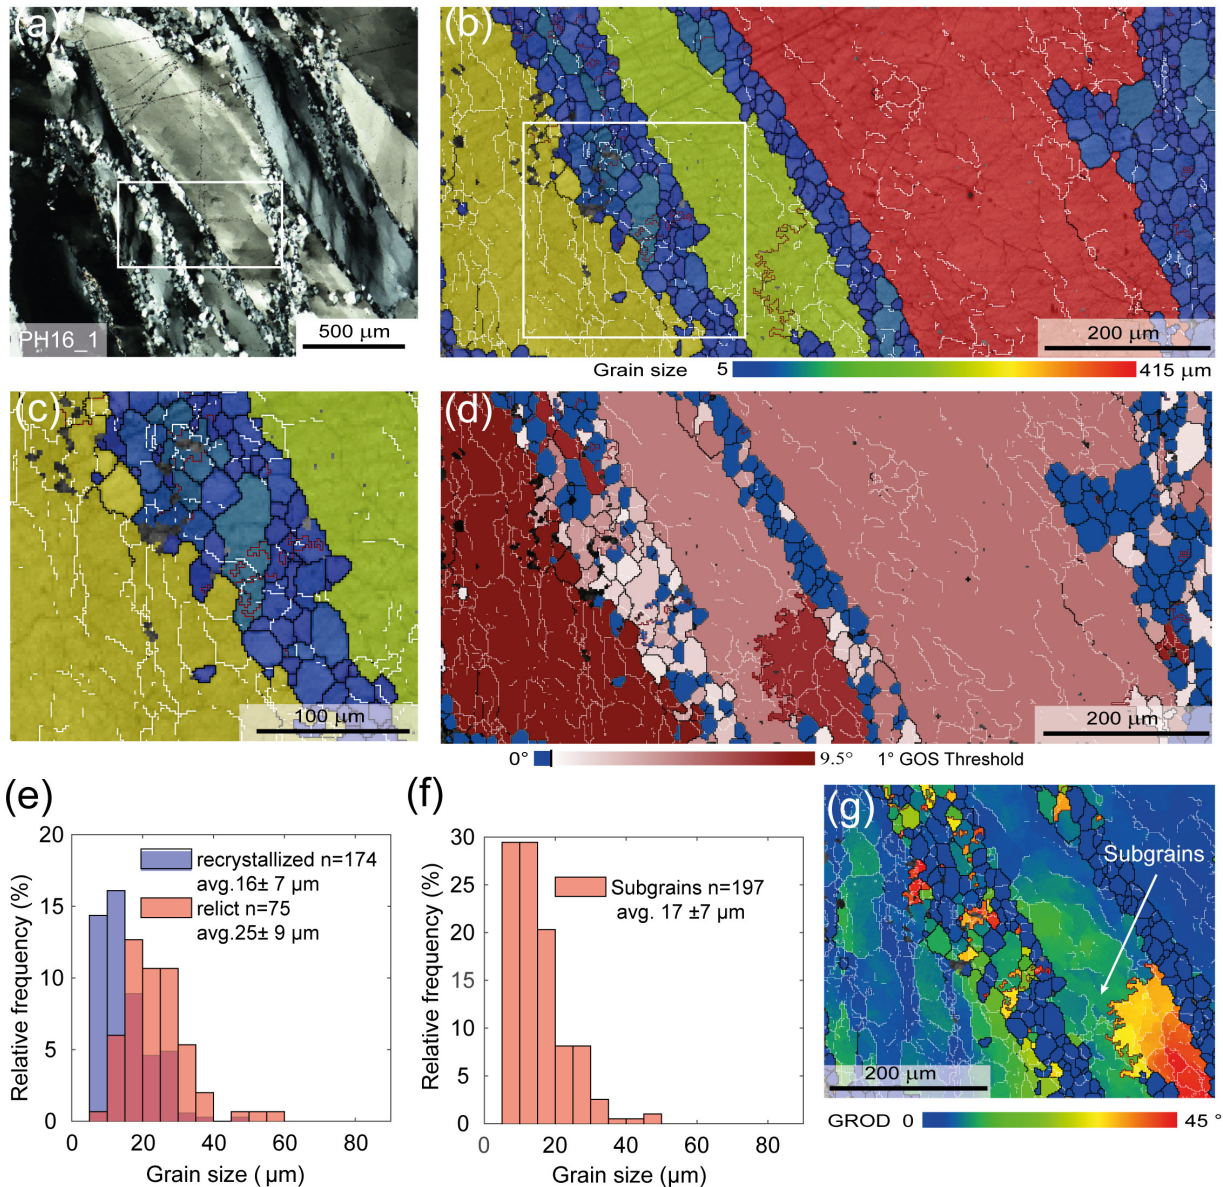 (a)
PH16_1
500 µm
(b)
200 µm
Grain size 5 415 µm
(c)
100 µm
(d)
200 µm
0° 9.5° 1° GOS Threshold
(e)
20
15
10
5
0
Relative frequency (%)
recrystallized n=174
avg.16± 7 µm
relict n=75
avg.25± 9 µm
0 20 40 60 80
Grain size ( µm)
(f)
30
25
20
15
10
5
0
Relative frequency (%)
Subgrains n=197
avg. 17 ±7 µm
0 20 40 60 80
Grain size (µm)
(g)
Subgrains
200 µm
GROD 0 45 °